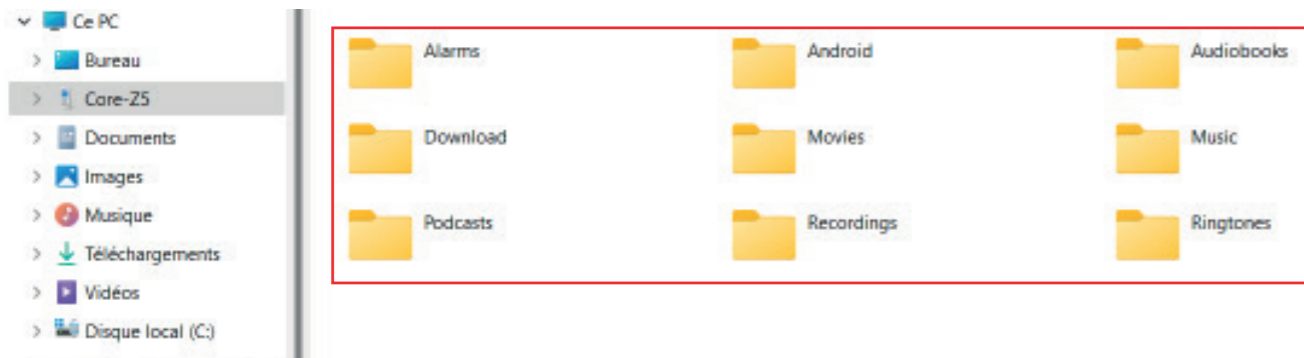 Ce PC
Bureau
Core-Z5
Documents
Images
Musique
Téléchargements
Vidéos
Disque local (C:)
Alarms Android Audiobooks
Download Movies Music
Podcasts Recordings Ringtones